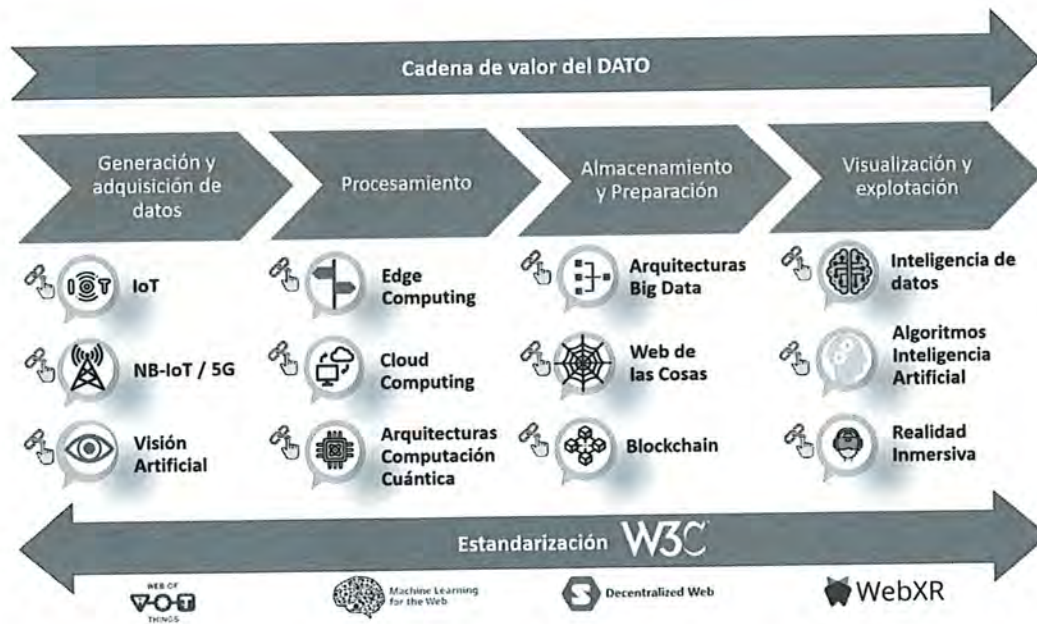 Cadena de valor del DATO
Generación y
adquisición de
datos
Procesamiento
Almacenamiento
y Preparación
Visualización y
explotación
IoT
IoT
Edge
Computing
Arquitecturas
Big Data
Inteligencia de
datos
NB-IoT / 5G
Cloud
Computing
Web de
las Cosas
Algoritmos
Inteligencia
Artificial
Visión
Artificial
Arquitecturas
Computación
Cuántica
Blockchain
Realidad
Inmersiva
Estandarización W3C
WEB OF
W-O-T
THINGS
Machine Learning
for the Web
S Decentralized Web
WebXR